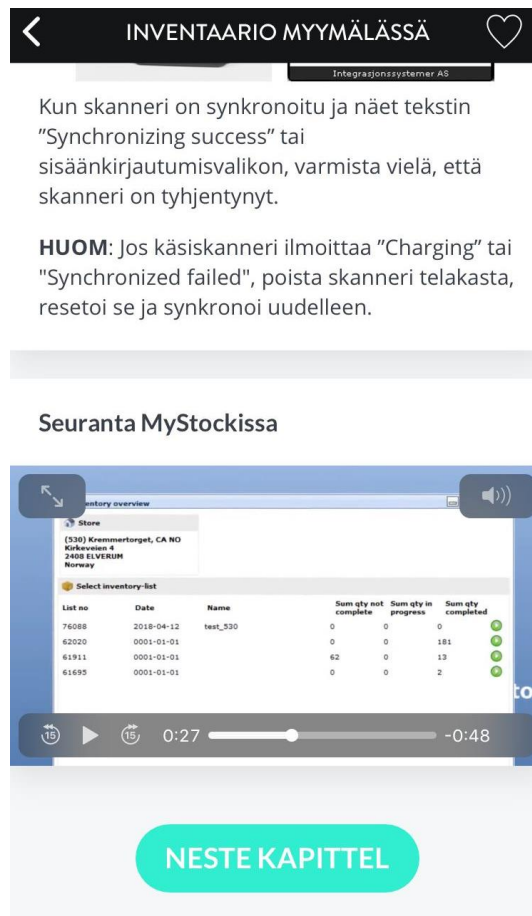 INVENTAARIO MYYMÄLÄSSÄ
Integrasjonssystemer AS
Kun skanneri on synkronoitu ja näet tekstin
”Synchronizing success” tai
sisäänkirjautumisvalikon, varmista vielä, että
skanneri on tyhjentynyt.
HUOM: Jos käsiskanneri ilmoittaa ”Charging” tai
"Synchronized failed", poista skanneri telakasta,
resetoi se ja synkronoi uudelleen.
Seuranta MyStockissa
entory overview
Store
(530) Kremmertorget, CA NO
Kirkeveien 4
2408 ELVERUM
Norway
Select inventory-list
List no Date Name Sum qty not complete Sum qty in progress Sum qty completed
76088 2018-04-12 test_530 0 0 0
62020 0001-01-01 0 0 181
61911 0001-01-01 62 0 13
61695 0001-01-01 0 0 2
to
15 15 0:27 -0:48
NESTE KAPITTEL